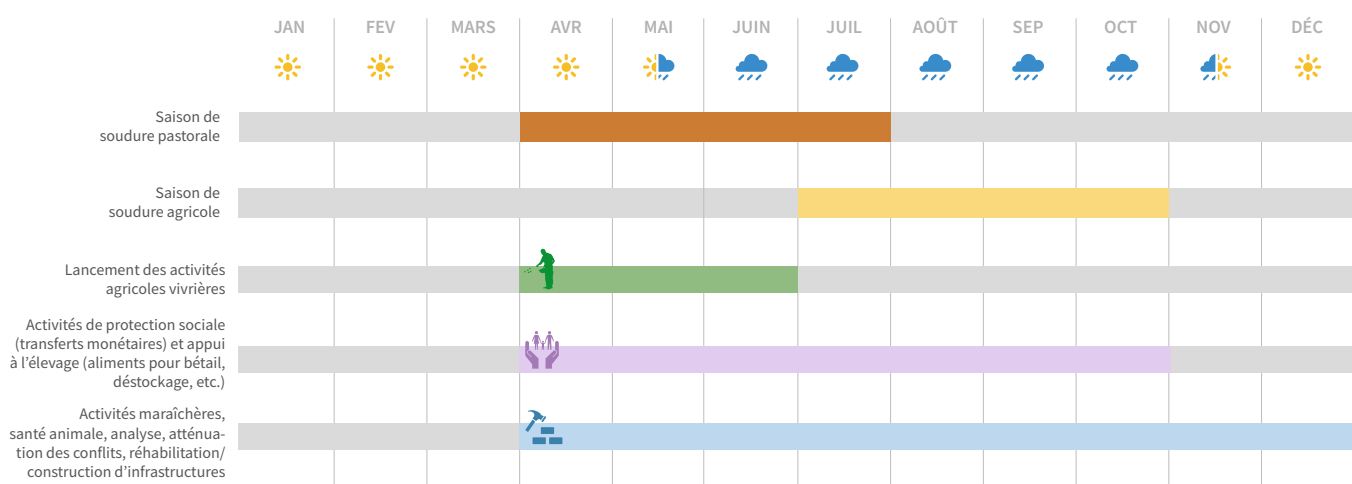 JAN FEV MARS AVR MAI JUIN JUIL AOÛT SEP OCT NOV DÉC
Saison de
soudure pastorale
Saison de
soudure agricole
Lancement des activités
agricoles vivrières
Activités de protection sociale
(transferts monétaires) et appui
à l’élevage (aliments pour bétail,
déstockage, etc.)
Activités maraîchères,
santé animale, analyse, atténua-
tion des conflits, réhabilitation/
construction d’infrastructures